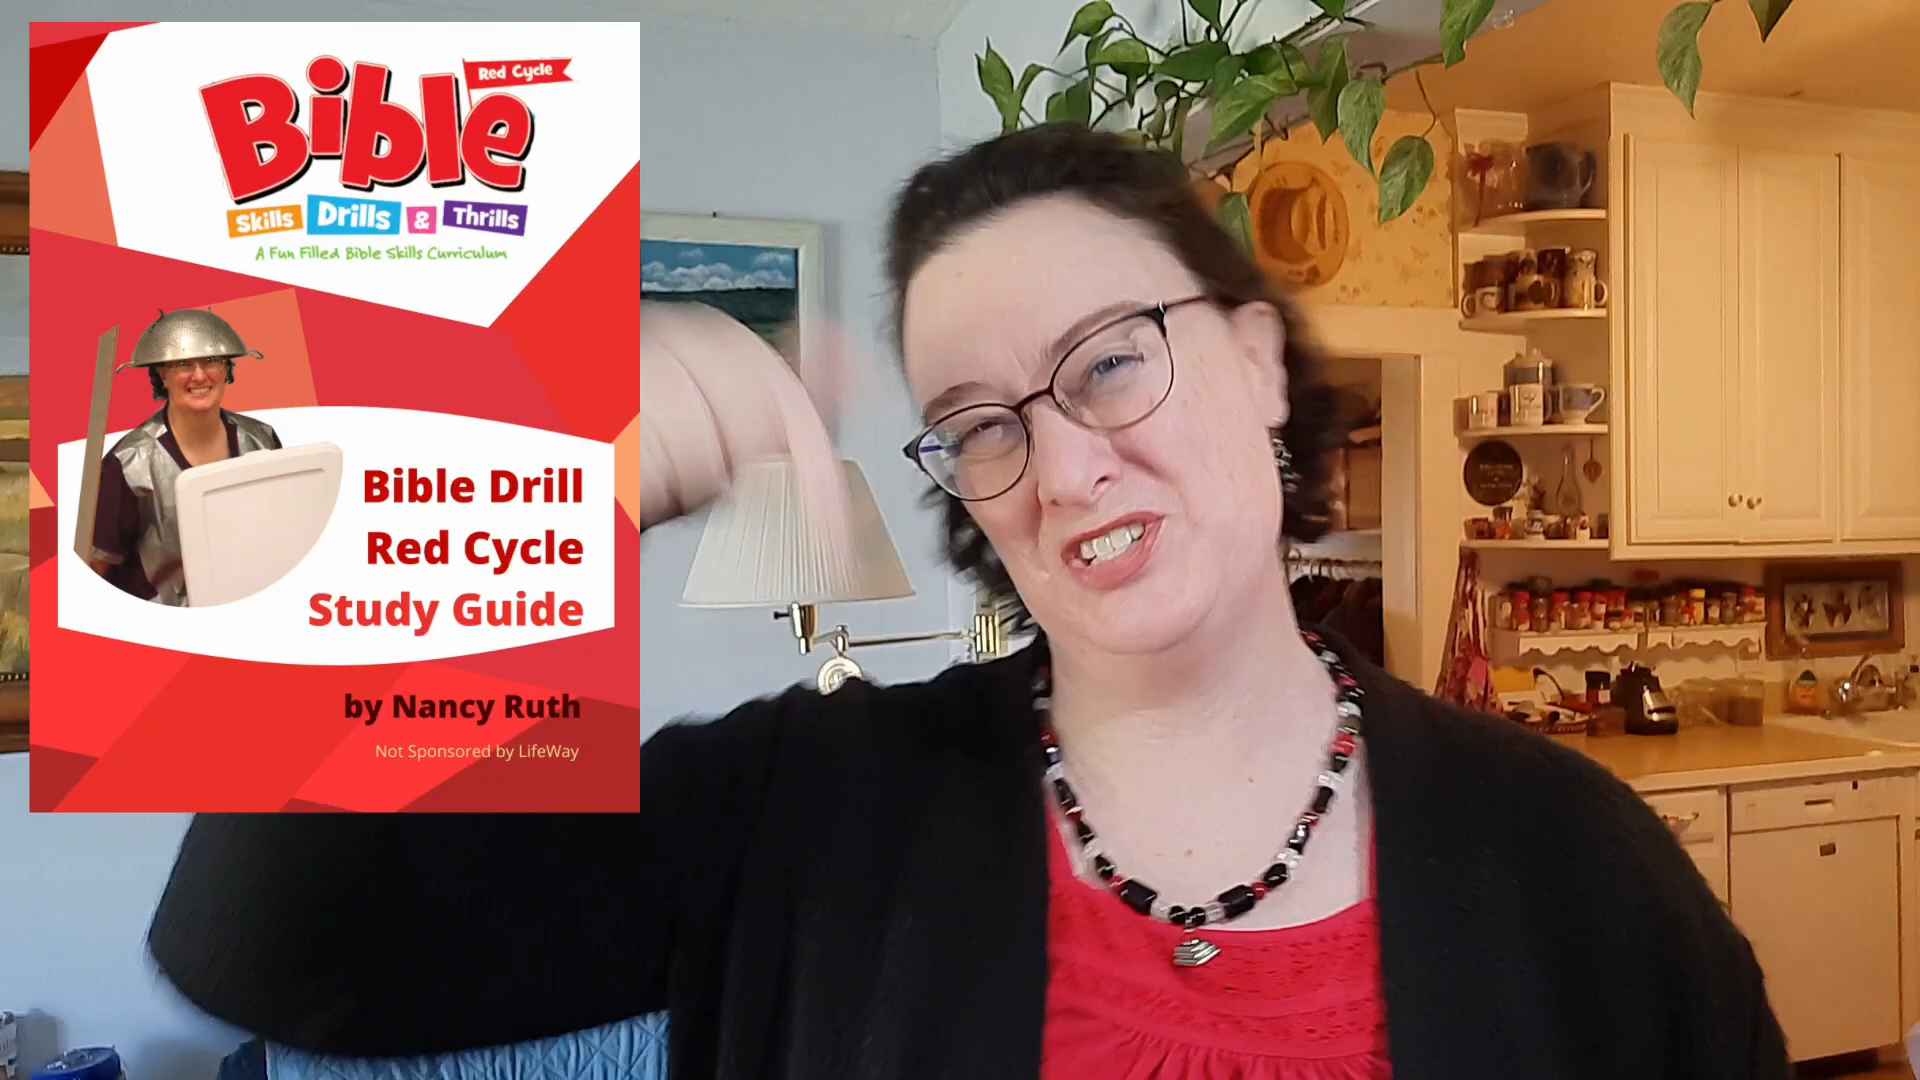 Red Cycle
Bible
Skills Drills & Thrills
A Fun Filled Bible Skills Curriculum
Bible Drill
Red Cycle
Study Guide
by Nancy Ruth
Not Sponsored by LifeWay